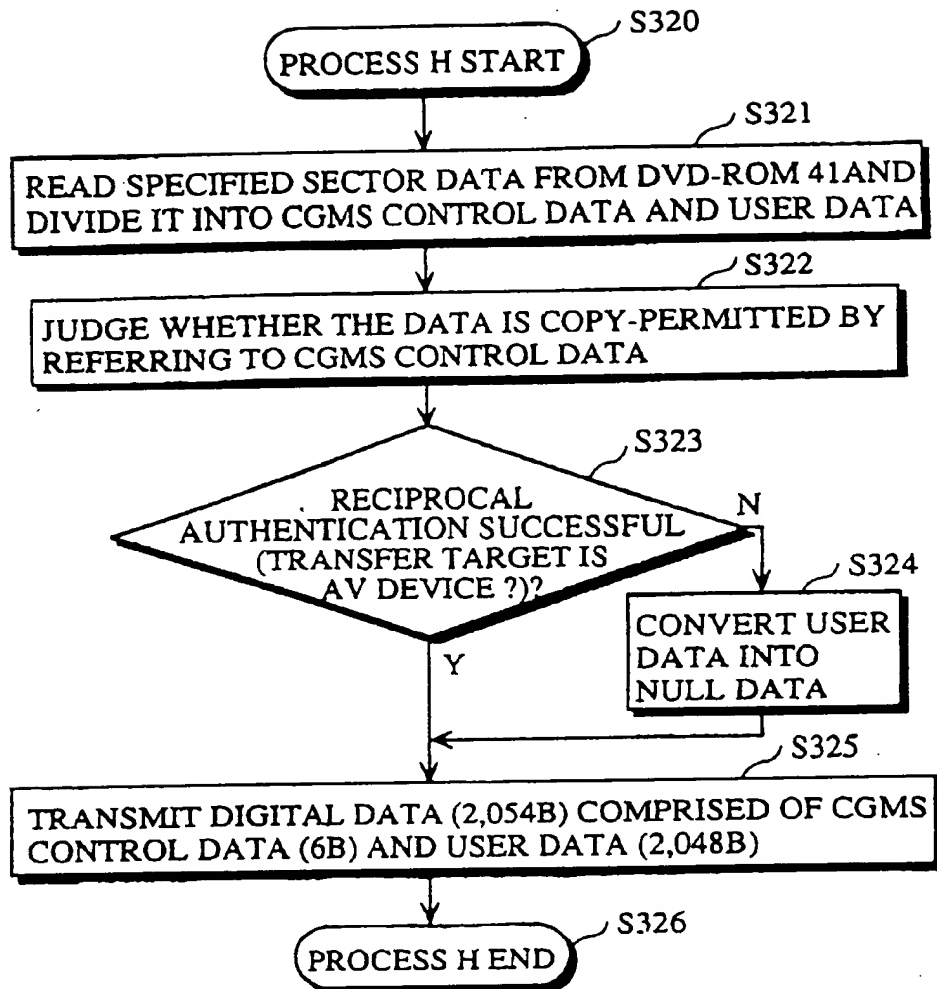 S320
PROCESS H START
S321
READ SPECIFIED SECTOR DATA FROM DVD-ROM 41AND
DIVIDE IT INTO CGMS CONTROL DATA AND USER DATA
S322
JUDGE WHETHER THE DATA IS COPY-PERMITTED BY
REFERRING TO CGMS CONTROL DATA
S323
RECIPROCAL
AUTHENTICATION SUCCESSFUL
(TRANSFER TARGET IS
AV DEVICE ?)?
N
Y
S324
CONVERT USER
DATA INTO
NULL DATA
S325
TRANSMIT DIGITAL DATA (2,054B) COMPRISED OF CGMS
CONTROL DATA (6B) AND USER DATA (2,048B)
S326
PROCESS H END